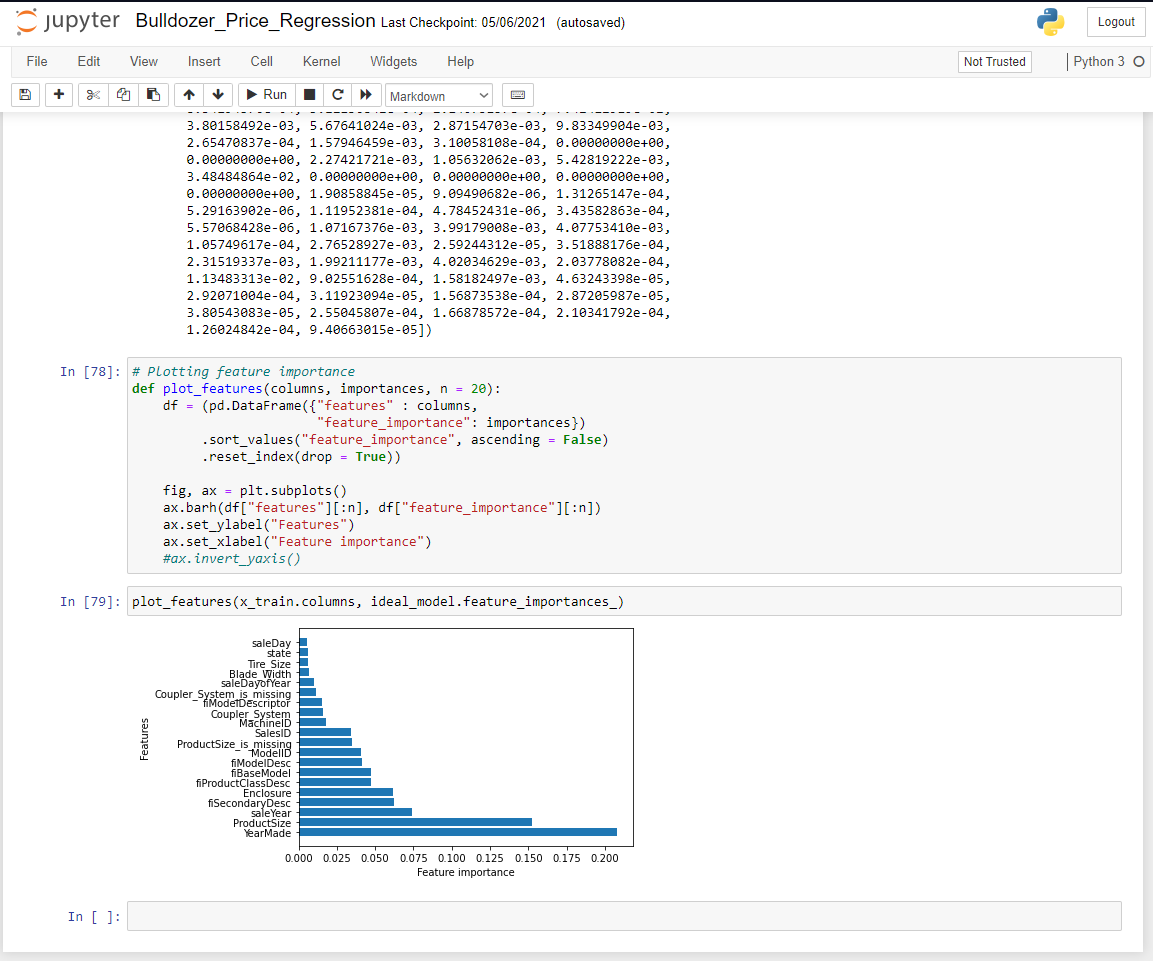 jupyter Bulldozer_Price_Regression Last Checkpoint: 05/06/2021 (autosaved) Logout
File Edit View Insert Cell Kernel Widgets Help Not Trusted Python 3
Run Markdown
3.80158492e-03, 5.67641024e-03, 2.87154703e-03, 9.83349904e-03,
2.65470837e-04, 1.57946459e-03, 3.10058108e-04, 0.00000000e+00,
0.00000000e+00, 2.27421721e-03, 1.05632062e-03, 5.42819222e-03,
3.48484864e-02, 0.00000000e+00, 0.00000000e+00, 0.00000000e+00,
0.00000000e+00, 1.90858845e-05, 9.09490682e-06, 1.31265147e-04,
5.29163902e-06, 1.11952381e-04, 4.78452431e-06, 3.43582863e-04,
5.57068428e-06, 1.07167376e-03, 3.99179008e-03, 4.07753410e-03,
1.05749617e-04, 2.76528927e-03, 2.59244312e-05, 3.51888176e-04,
2.31519337e-03, 1.99211177e-03, 4.02034629e-03, 2.03778082e-04,
1.13483313e-02, 9.02551628e-04, 1.58182497e-03, 4.63243398e-05,
2.92071004e-04, 3.11923094e-05, 1.56873538e-04, 2.87205987e-05,
3.80543083e-05, 2.55045807e-04, 1.66878572e-04, 2.10341792e-04,
1.26024842e-04, 9.40663015e-05])
In [78]: # Plotting feature importance
def plot_features(columns, importances, n = 20):
df = (pd.DataFrame({"features" : columns,
"feature_importance": importances})
.sort_values("feature_importance", ascending = False)
.reset_index(drop = True))
fig, ax = plt.subplots()
ax.barh(df["features"][:n], df["feature_importance"][:n])
ax.set_ylabel("Features")
ax.set_xlabel("Feature importance")
#ax.invert_yaxis()
In [79]: plot_features(x_train.columns, ideal_model.feature_importances_)
Features
saleDay
state
Tire_Size
Blade_Width
saleDayofYear
Coupler_System_is_missing
fiModelDescriptor
Coupler_System
MachineID
SalesID
ProductSize_is_missing
ModelID
fiModelDesc
fiBaseModel
fiProductClassDesc
Enclosure
fiSecondaryDesc
saleYear
ProductSize
YearMade
0.000 0.025 0.050 0.075 0.100 0.125 0.150 0.175 0.200
Feature importance
In [ ]: